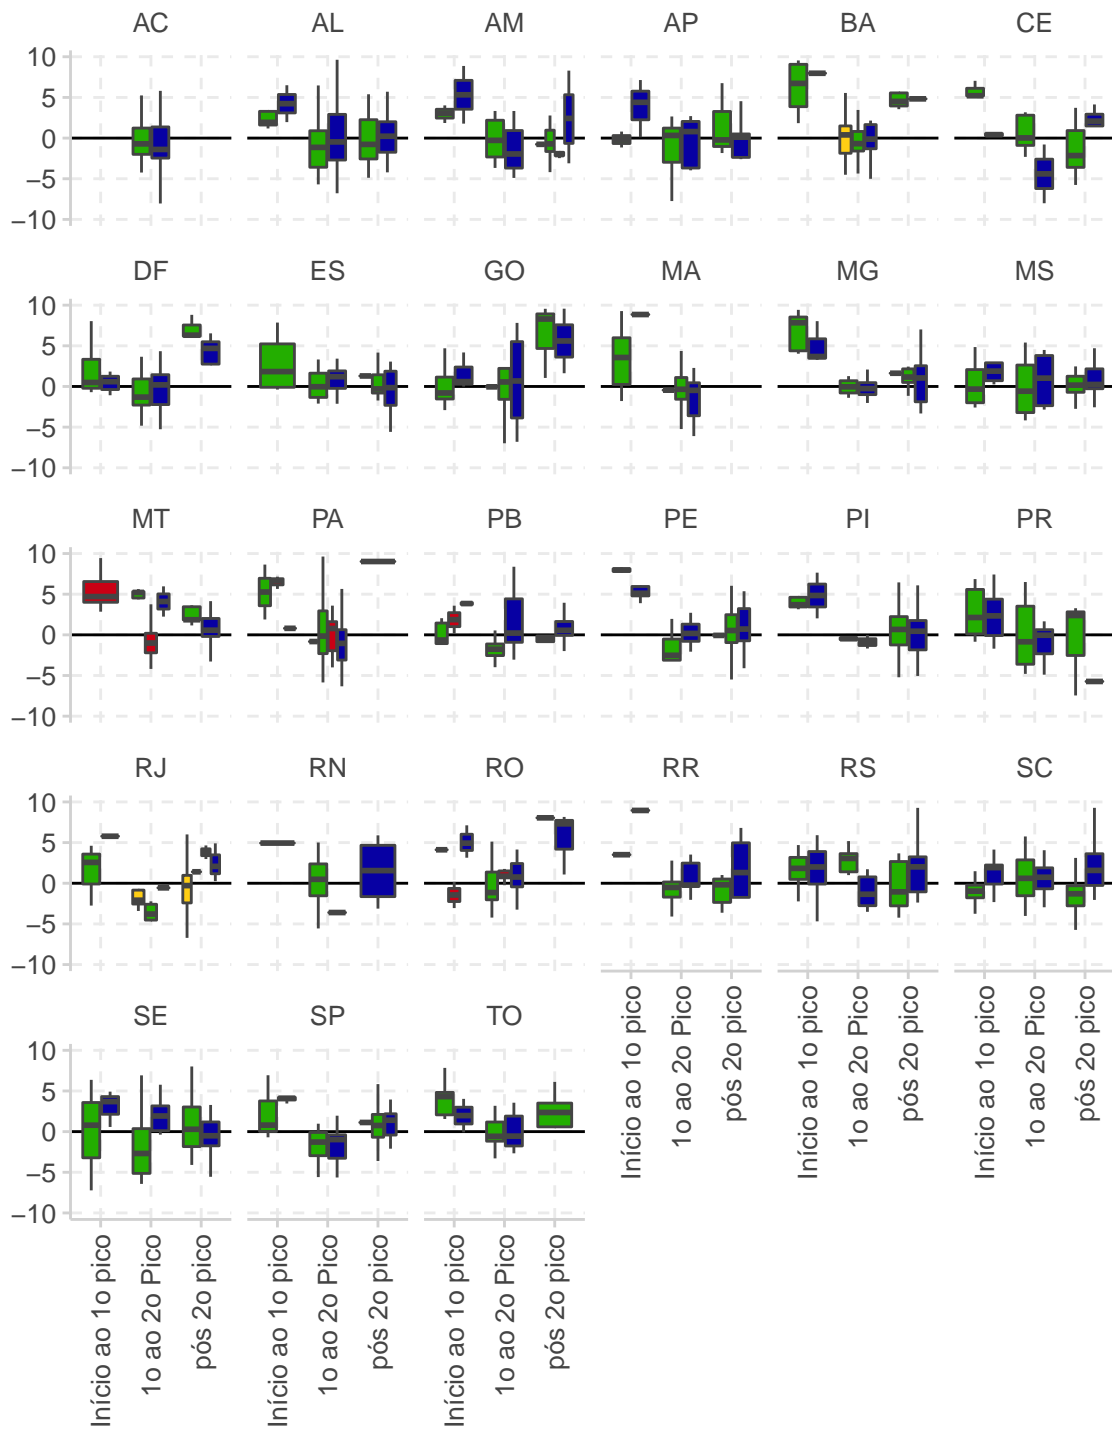 AC AL AM AP BA CE
10
5
0
−5
−10
DF ES GO MA MG MS
10
5
0
−5
−10
MT PA PB PE PI PR
10
5
0
−5
−10
RJ RN RO RR RS SC
10
5
0
−5
−10
Início ao 1o pico
1o ao 2o Pico
pós 2o pico
Início ao 1o pico
1o ao 2o Pico
pós 2o pico
Início ao 1o pico
1o ao 2o Pico
pós 2o pico
SE SP TO
10
5
0
−5
−10
Início ao 1o pico
1o ao 2o Pico
pós 2o pico
Início ao 1o pico
1o ao 2o Pico
pós 2o pico
Início ao 1o pico
1o ao 2o Pico
pós 2o pico